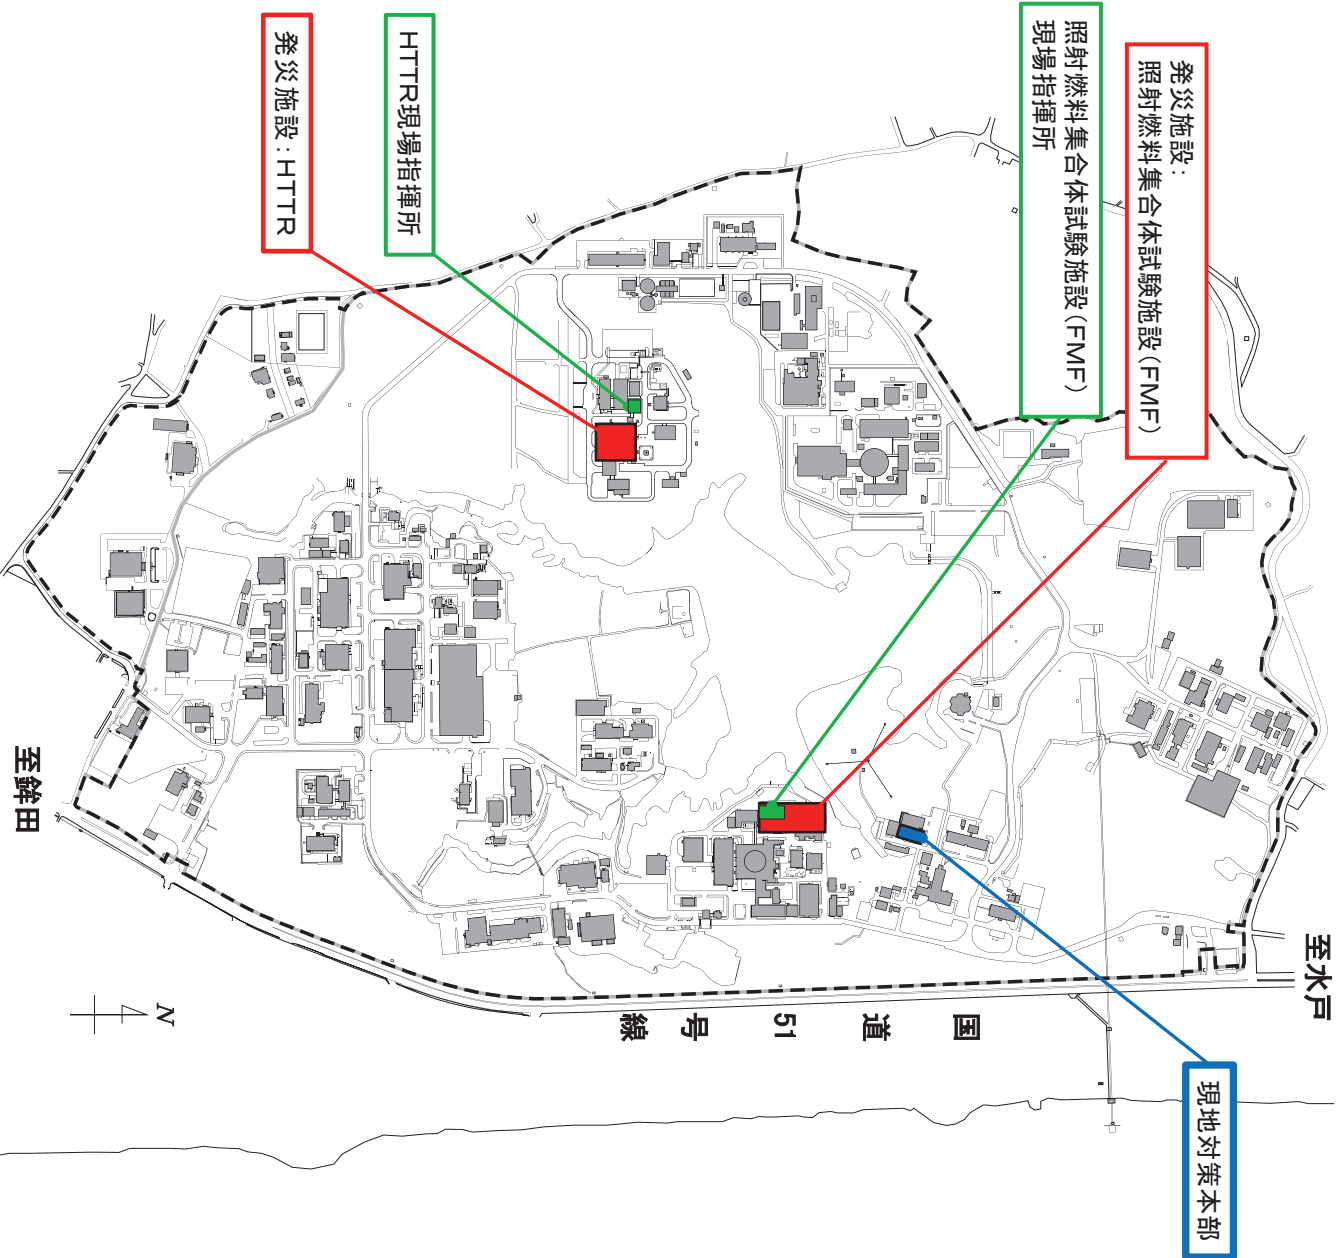 発災施設：
照射燃料集合体試験施設（FMF）
照射燃料集合体試験施設（FMF）
現場指揮所
HTTR現場指揮所
発災施設：HTTR
現地対策本部
至水戸
国道51号線
至鉾田
N